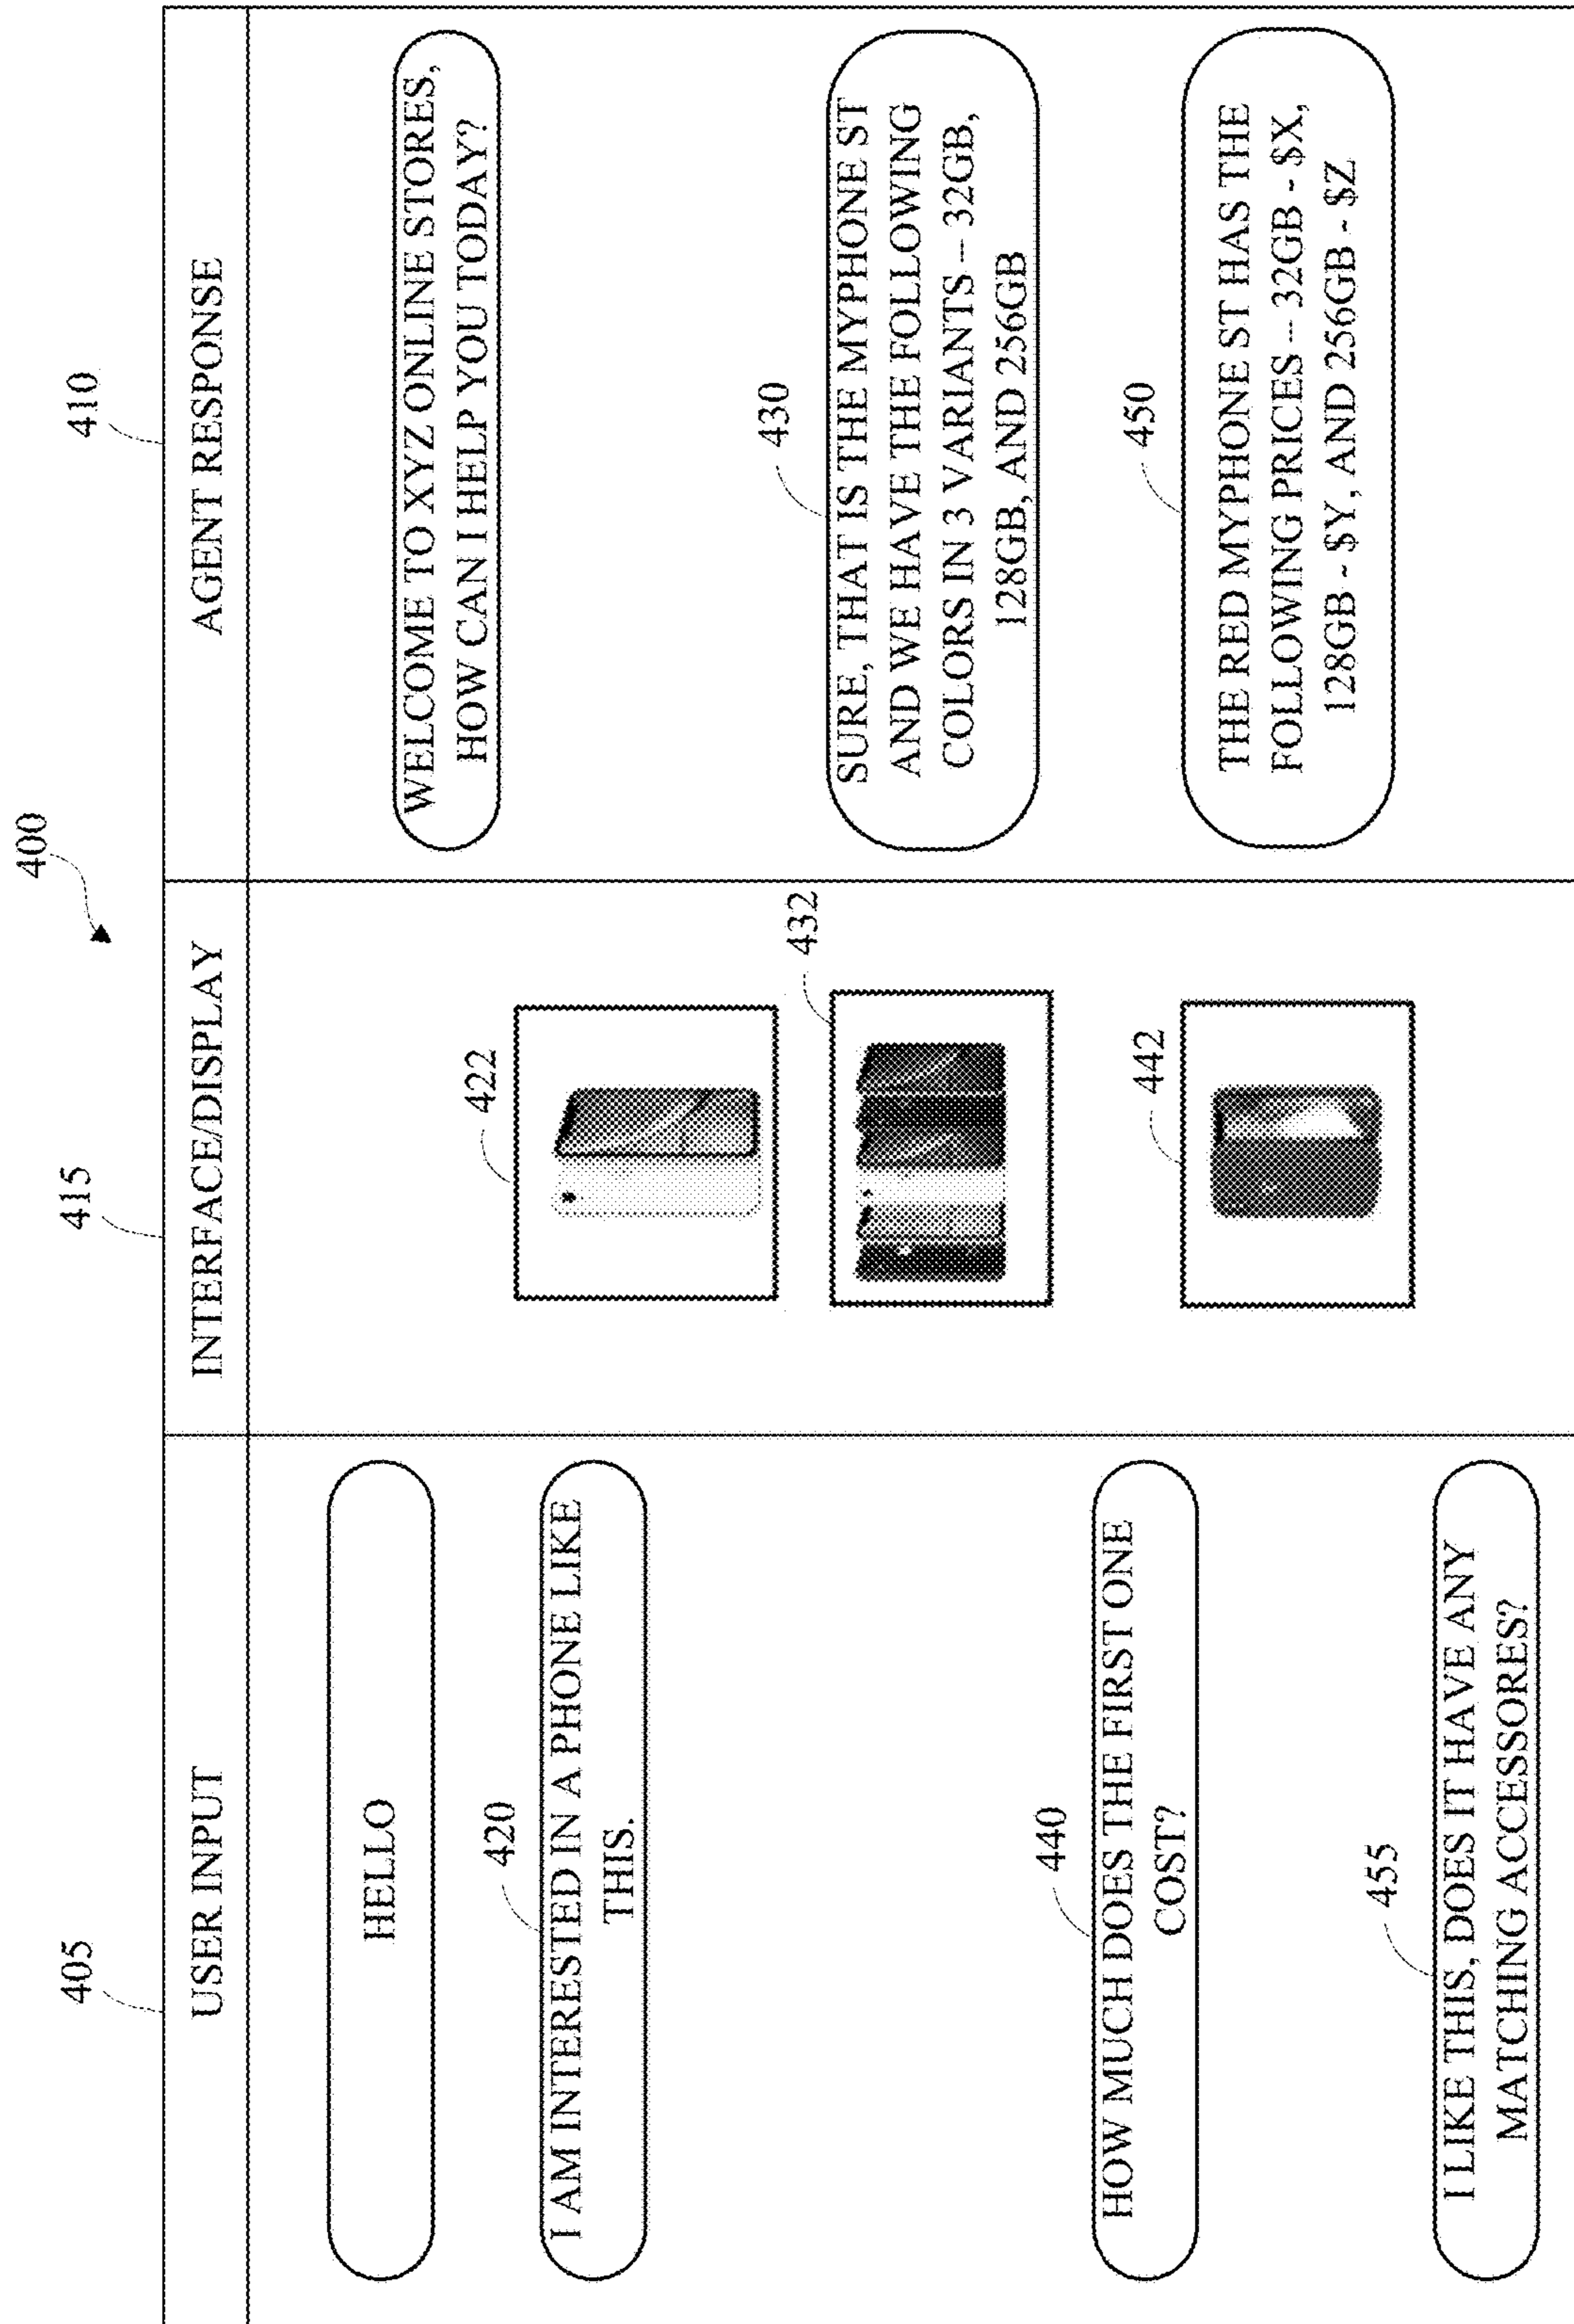 400
405
415
410
USER INPUT
INTERFACE/DISPLAY
AGENT RESPONSE
HELLO
WELCOME TO XYZ ONLINE STORES,
HOW CAN I HELP YOU TODAY?
420
I AM INTERESTED IN A PHONE LIKE
THIS.
422
432
430
SURE, THAT IS THE MYPHONE ST
AND WE HAVE THE FOLLOWING
COLORS IN 3 VARIANTS – 32GB,
128GB, AND 256GB
440
HOW MUCH DOES THE FIRST ONE
COST?
442
450
THE RED MYPHONE ST HAS THE
FOLLOWING PRICES – 32GB - $X,
128GB - $Y, AND 256GB - $Z
455
I LIKE THIS, DOES IT HAVE ANY
MATCHING ACCESSORES?